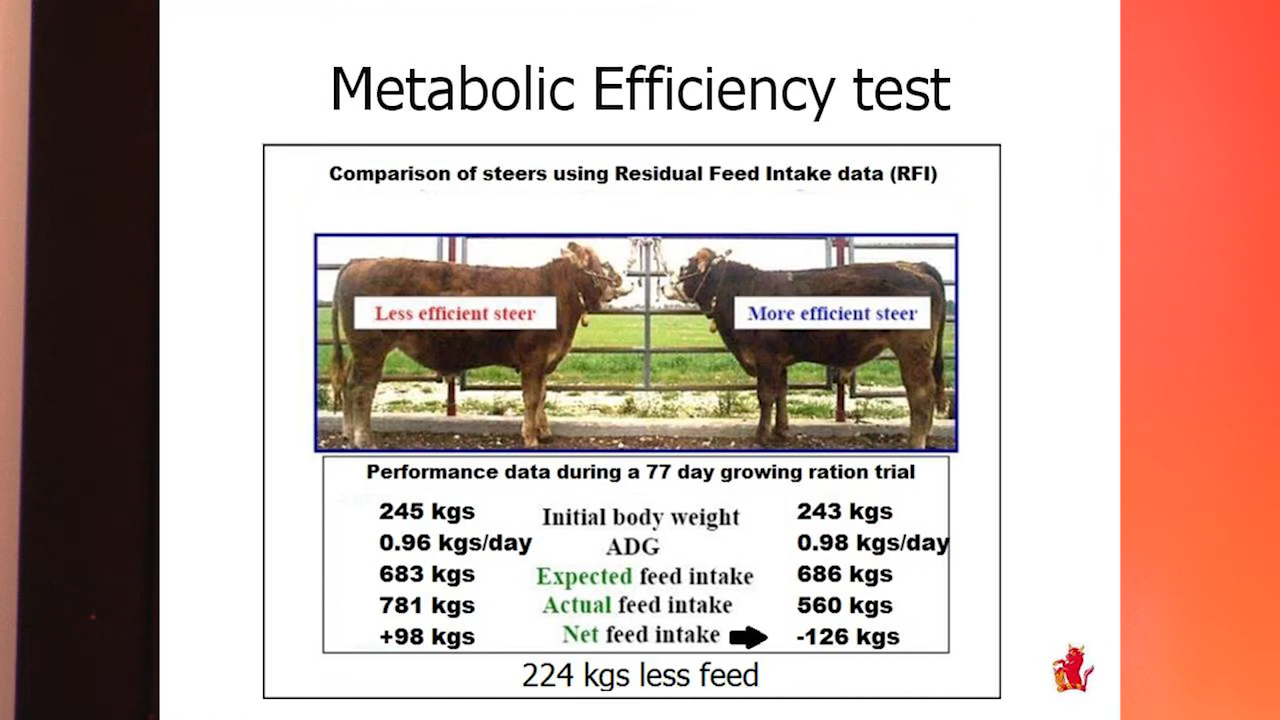 Metabolic Efficiency test
Comparison of steers using Residual Feed Intake data (RFI)
Less efficient steer
More efficient steer
Performance data during a 77 day growing ration trial
245 kgs Initial body weight 243 kgs
0.96 kgs/day ADG 0.98 kgs/day
683 kgs Expected feed intake 686 kgs
781 kgs Actual feed intake 560 kgs
+98 kgs Net feed intake -126 kgs
224 kgs less feed